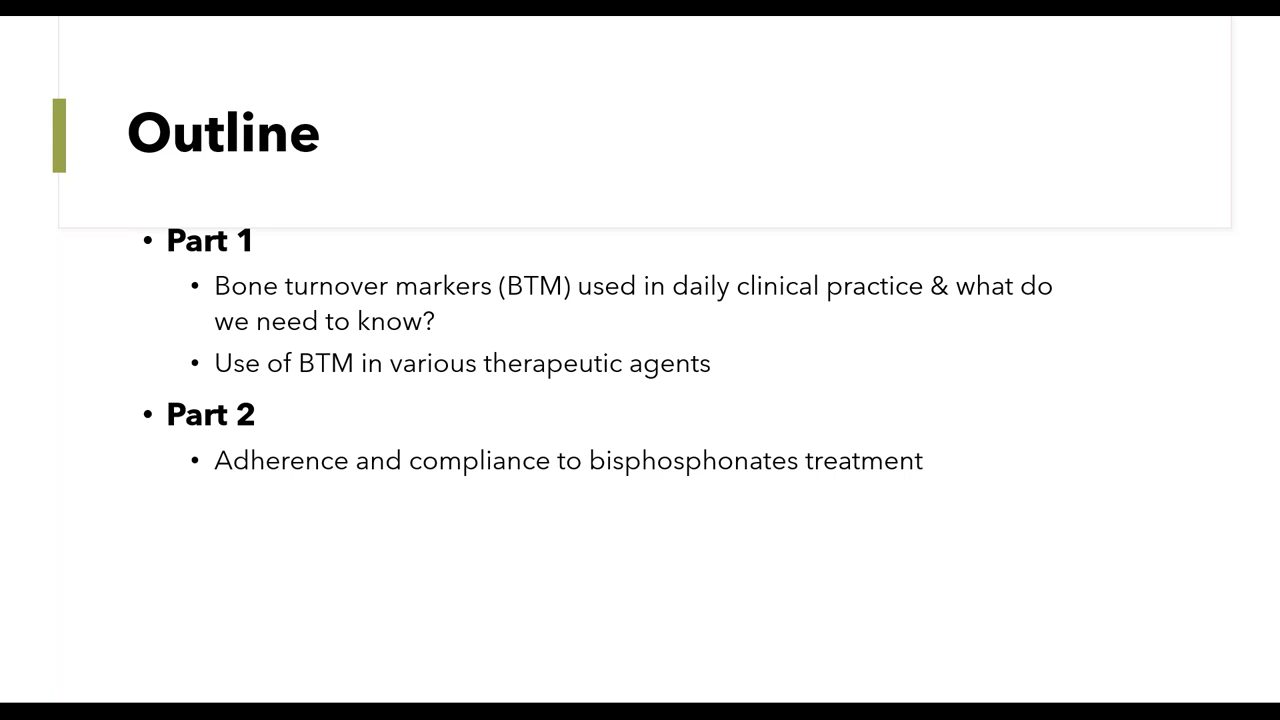 Outline
• Part 1
• Bone turnover markers (BTM) used in daily clinical practice & what do
we need to know?
• Use of BTM in various therapeutic agents
• Part 2
• Adherence and compliance to bisphosphonates treatment